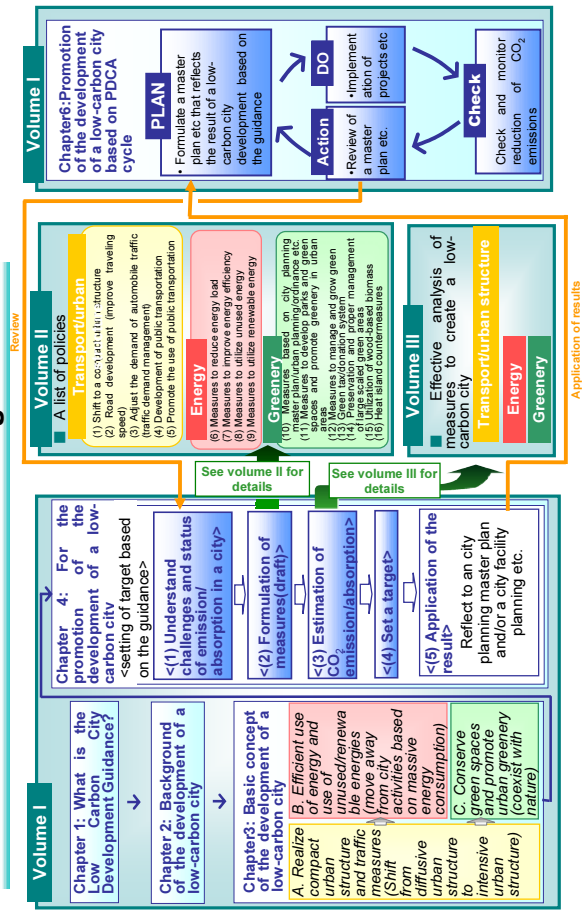 Volume I
Chapter 1: What is the
Low Carbon City
Development Guidance?
Chapter 2: Background
of the development of a
low-carbon city
Chapter3: Basic concept
of the development of a
low-carbon city
A. Realize
compact
urban
structure
and traffic
measures
(Shift
from
diffusive
urban
structure
to
intensive
urban
structure)
B. Efficient use
of energy and
use of
unused/renewa
ble energies
(move away
from city
activities based
on massive
energy
consumption)
C. Conserve
green spaces
and promote
urban greenery
(coexist with
nature)
Chapter 4: For the
promotion of the
development of a low-
carbon city
<setting of target based
on the guidance>
<(1) Understand
challenges and status
of emission/
absorption in a city>
<(2) Formulation of
measures(draft)>
<(3) Estimation of
CO2
emission/absorption>
<(4) Set a target>
<(5) Application of the
result>
Reflect to an city
planning master plan
and/or a city facility
planning etc.
See volume II for
details
See volume III for
details
Review
Volume II
A list of policies
Transport/urban
(1) Shift to a structure
(2) Road development (improve traveling
speed)
(3) Adjust the demand of automobile traffic
(traffic demand management)
(4) Development of public transportation
(5) Promote the use of public transportation
Energy
(6) Measures to reduce energy load
(7) Measures to improve energy efficiency
(8) Measures to utilize unused energy
(9) Measures to utilize renewable energy
Greenery
(10) Measures based on city planning
master plan/urban planning/ordinance etc.
(11) Measures to develop parks and green
spaces and promote greenery in urban
areas
(12) Measures to manage and grow green
(13) Green tax/donation system
(14) Preservation and proper management
of large scaled green areas
(15) Utilization of wood-based biomass
(16) Heat island countermeasures
Volume III
Effective analysis of
measures to create a low-
carbon city
Transport/urban structure
Energy
Greenery
Application of results
Volume I
Chapter6:Promotion
of the development
of a low-carbon city
based on PDCA
cycle
PLAN
• Formulate a master
plan etc that reflects
the result of a low-
carbon city
development based on
the guidance
DO
•Implement
ation of
projects etc
Check
Check and monitor
reduction of CO2
emissions
Action
•Review of
a master
plan etc.